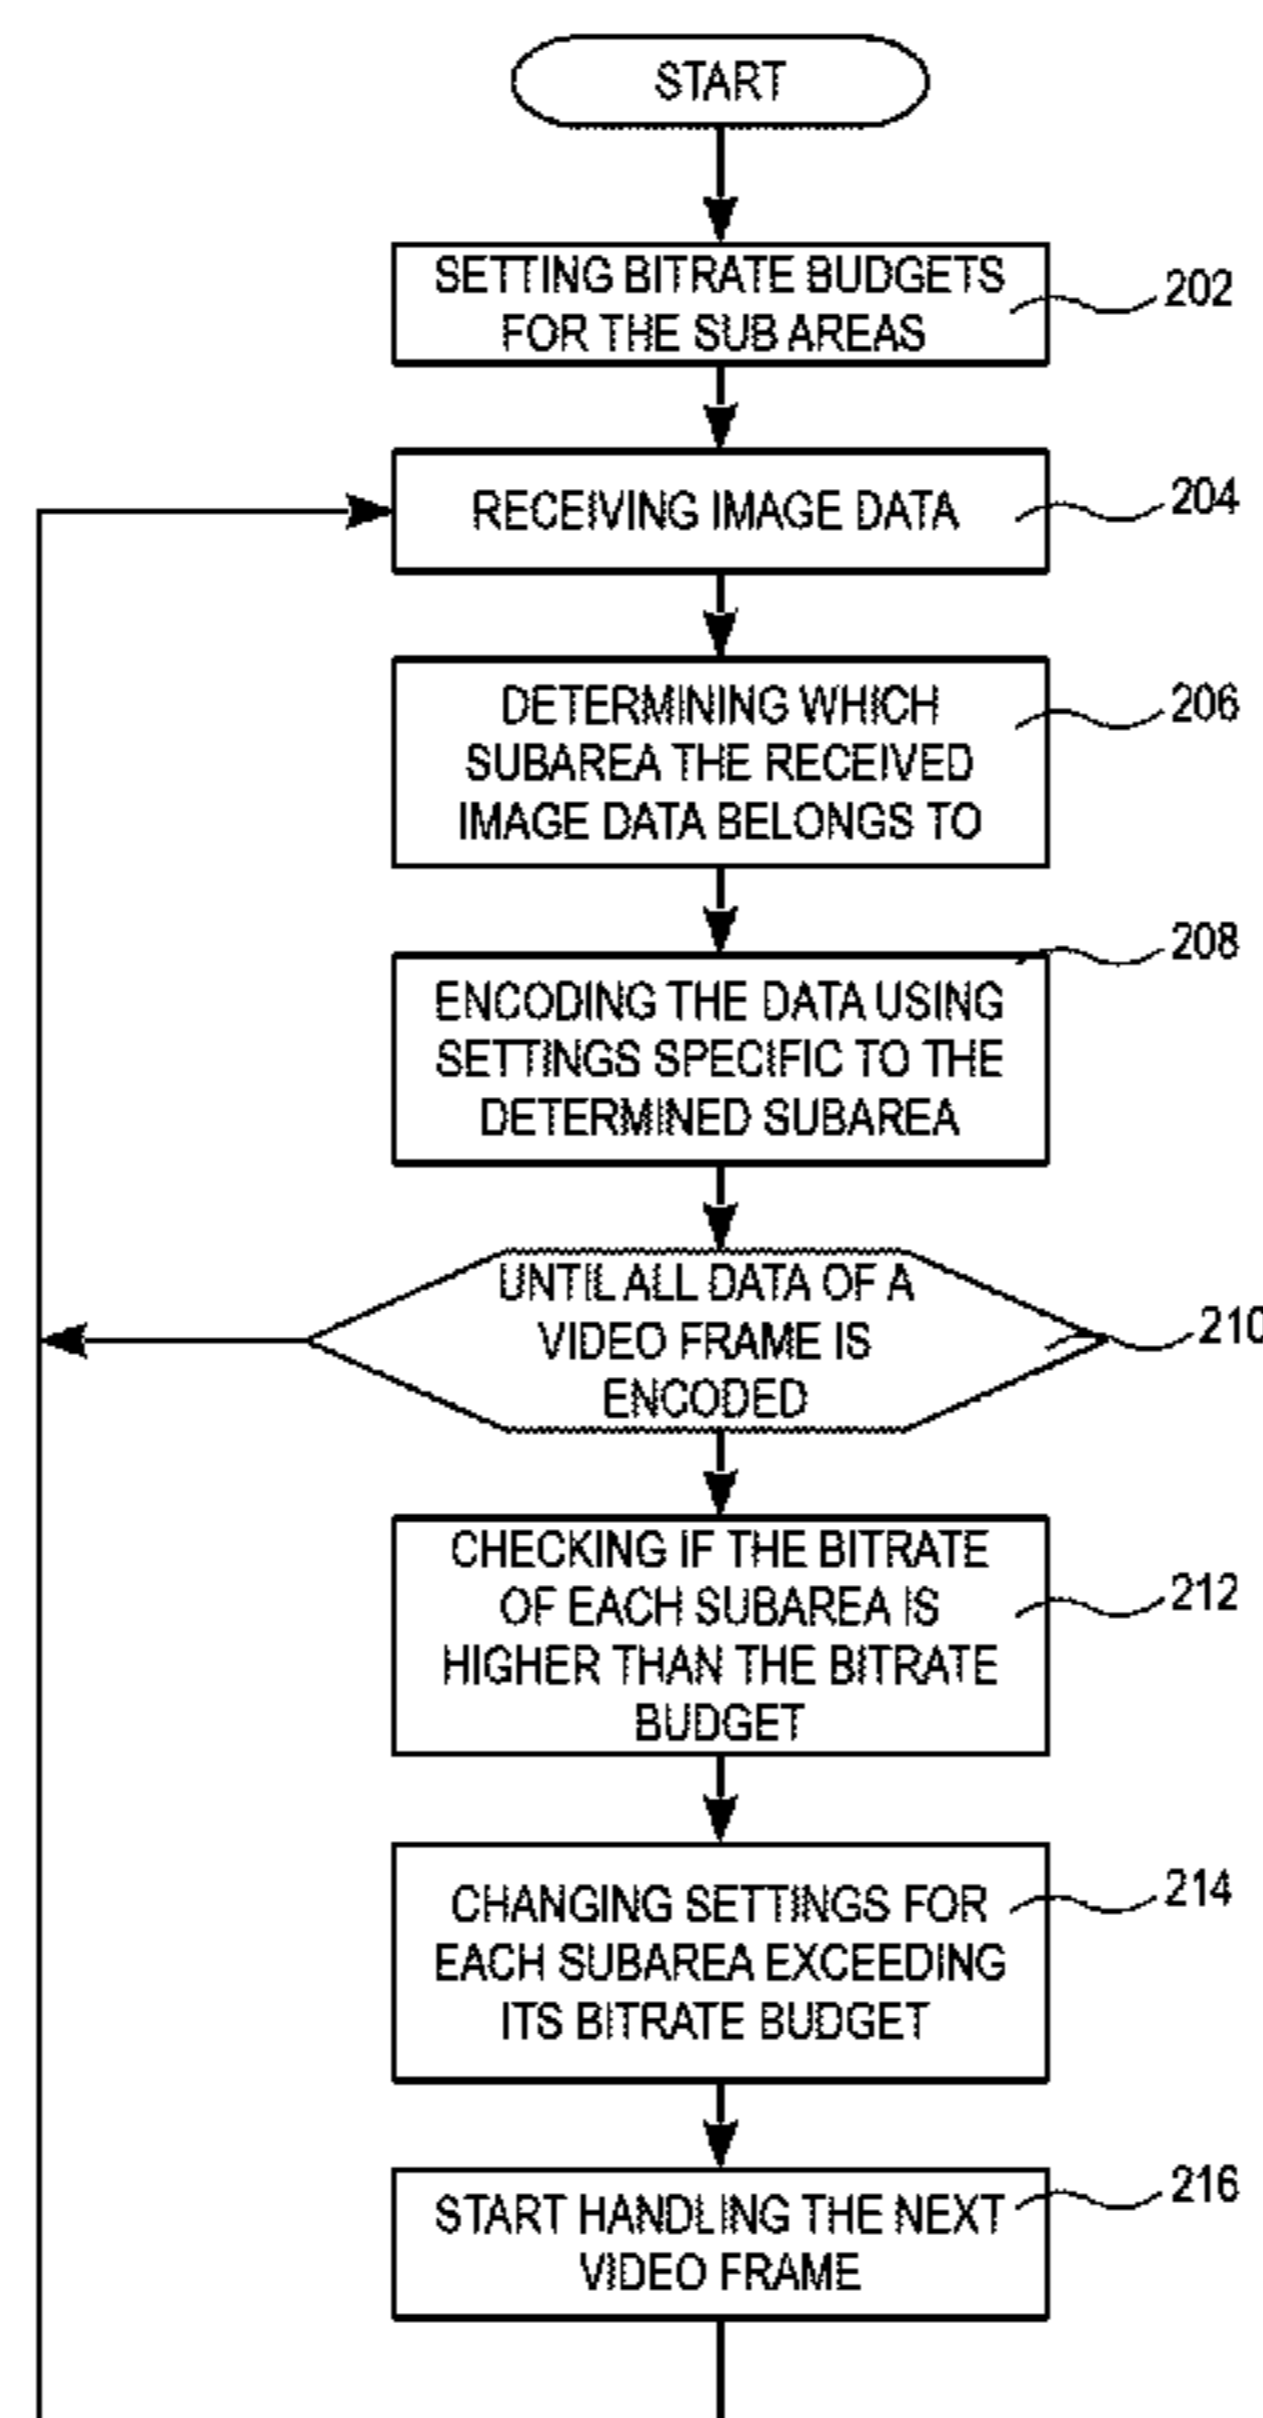 START
SETTING BITRATE BUDGETS
FOR THE SUB AREAS
202
RECEIVING IMAGE DATA
204
DETERMINING WHICH
SUBAREA THE RECEIVED
IMAGE DATA BELONGS TO
206
208
ENCODING THE DATA USING
SETTINGS SPECIFIC TO THE
DETERMINED SUBAREA
UNTIL ALL DATA OF A
VIDEO FRAME IS
ENCODED
210
CHECKING IF THE BITRATE
OF EACH SUBAREA IS
HIGHER THAN THE BITRATE
BUDGET
212
CHANGING SETTINGS FOR
EACH SUBAREA EXCEEDING
ITS BITRATE BUDGET
214
START HANDLING THE NEXT
VIDEO FRAME
216